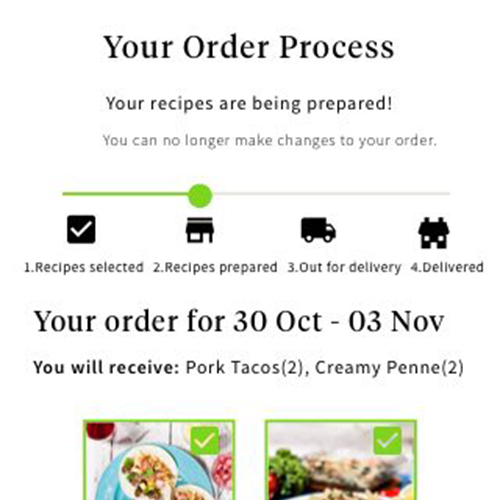 Your Order Process
Your recipes are being prepared!
You can no longer make changes to your order.
1.Recipes selected 2.Recipes prepared 3.Out for delivery 4.Delivered
Your order for 30 Oct - 03 Nov
You will receive: Pork Tacos(2), Creamy Penne(2)